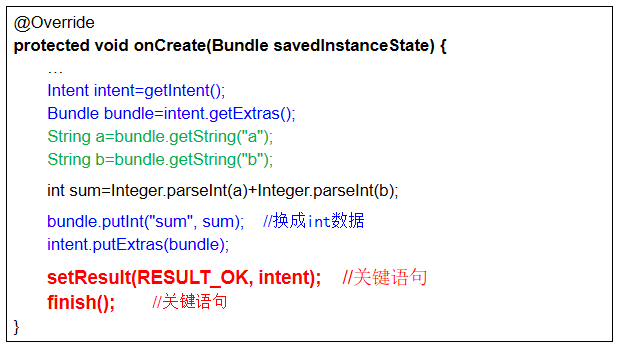 @Override
protected void onCreate(Bundle savedInstanceState) {
…
Intent intent=getIntent();
Bundle bundle=intent.getExtras();
String a=bundle.getString("a");
String b=bundle.getString("b");
int sum=Integer.parseInt(a)+Integer.parseInt(b);
bundle.putInt("sum", sum); //换成int数据
intent.putExtras(bundle);
setResult(RESULT_OK, intent); //关键语句
finish(); //关键语句
}